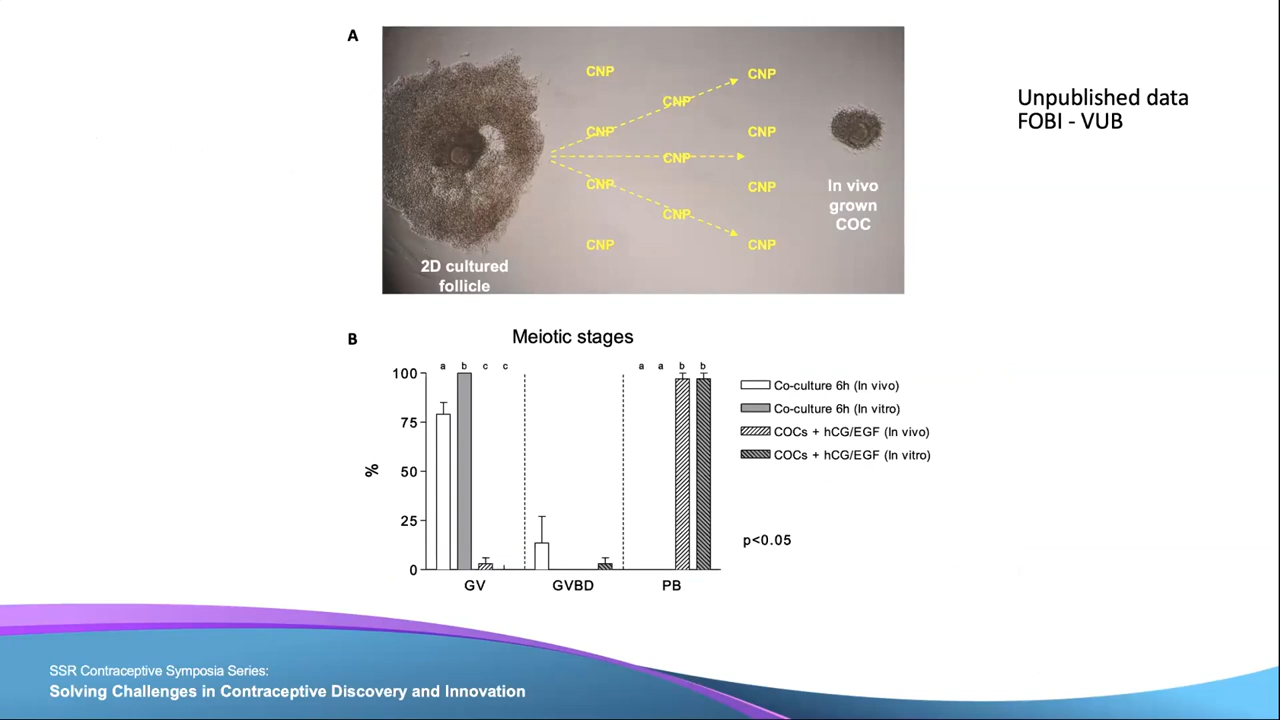 A
CNP
CNP
CNP
CNP
CNP
CNP
CNP
CNP
CNP
CNP
CNP
In vivo
grown
COC
2D cultured
follicle
Unpublished data
FOBI - VUB
B
Meiotic stages
a b c c a a b b
100
75
50
25
0
%
GV GVBD PB
Co-culture 6h (In vivo)
Co-culture 6h (In vitro)
COCs + hCG/EGF (In vivo)
COCs + hCG/EGF (In vitro)
p<0.05
SSR Contraceptive Symposia Series:
Solving Challenges in Contraceptive Discovery and Innovation